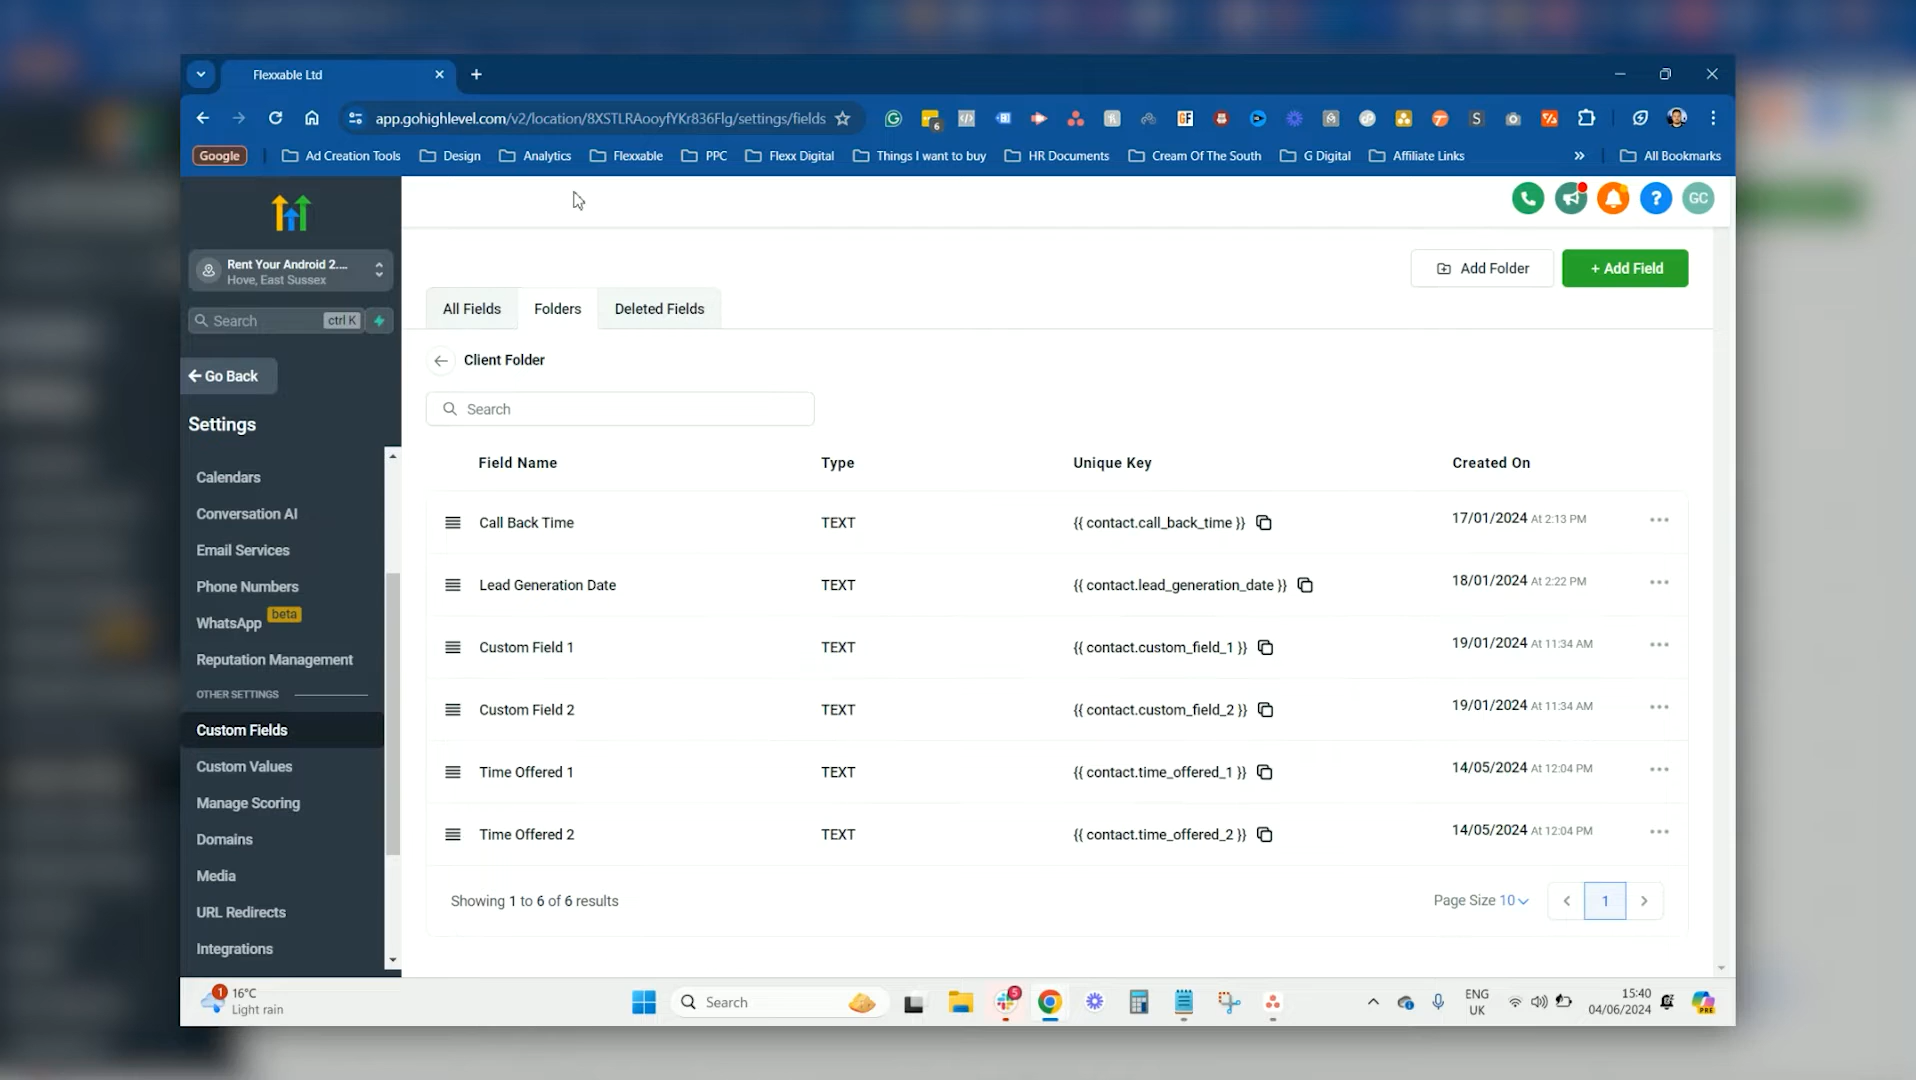 Flexxable Ltd
app.gohighlevel.com/v2/location/8XSTLRAooyfYKr836Flg/settings/fields
6
GF
S
Google
Ad Creation Tools
Design
Analytics
Flexxable
PPC
Flexx Digital
Things I want to buy
HR Documents
Cream Of The South
G Digital
Affiliate Links
»
All Bookmarks
GC
Rent Your Android 2....
Hove, East Sussex
Search ctrl K
Go Back
Settings
Calendars
Conversation AI
Email Services
Phone Numbers
WhatsApp beta
Reputation Management
OTHER SETTINGS
Custom Fields
Custom Values
Manage Scoring
Domains
Media
URL Redirects
Integrations
Add Folder
+ Add Field
All Fields
Folders
Deleted Fields
Client Folder
Search
Field Name Type Unique Key Created On
Call Back Time TEXT {{ contact.call_back_time }} 17/01/2024 At 2:13 PM
Lead Generation Date TEXT {{ contact.lead_generation_date }} 18/01/2024 At 2:22 PM
Custom Field 1 TEXT {{ contact.custom_field_1 }} 19/01/2024 At 11:34 AM
Custom Field 2 TEXT {{ contact.custom_field_2 }} 19/01/2024 At 11:34 AM
Time Offered 1 TEXT {{ contact.time_offered_1 }} 14/05/2024 At 12:04 PM
Time Offered 2 TEXT {{ contact.time_offered_2 }} 14/05/2024 At 12:04 PM
Showing 1 to 6 of 6 results
Page Size 10
1
1
16°C
Light rain
Search
5
ENG
UK
15:40
04/06/2024
PRE